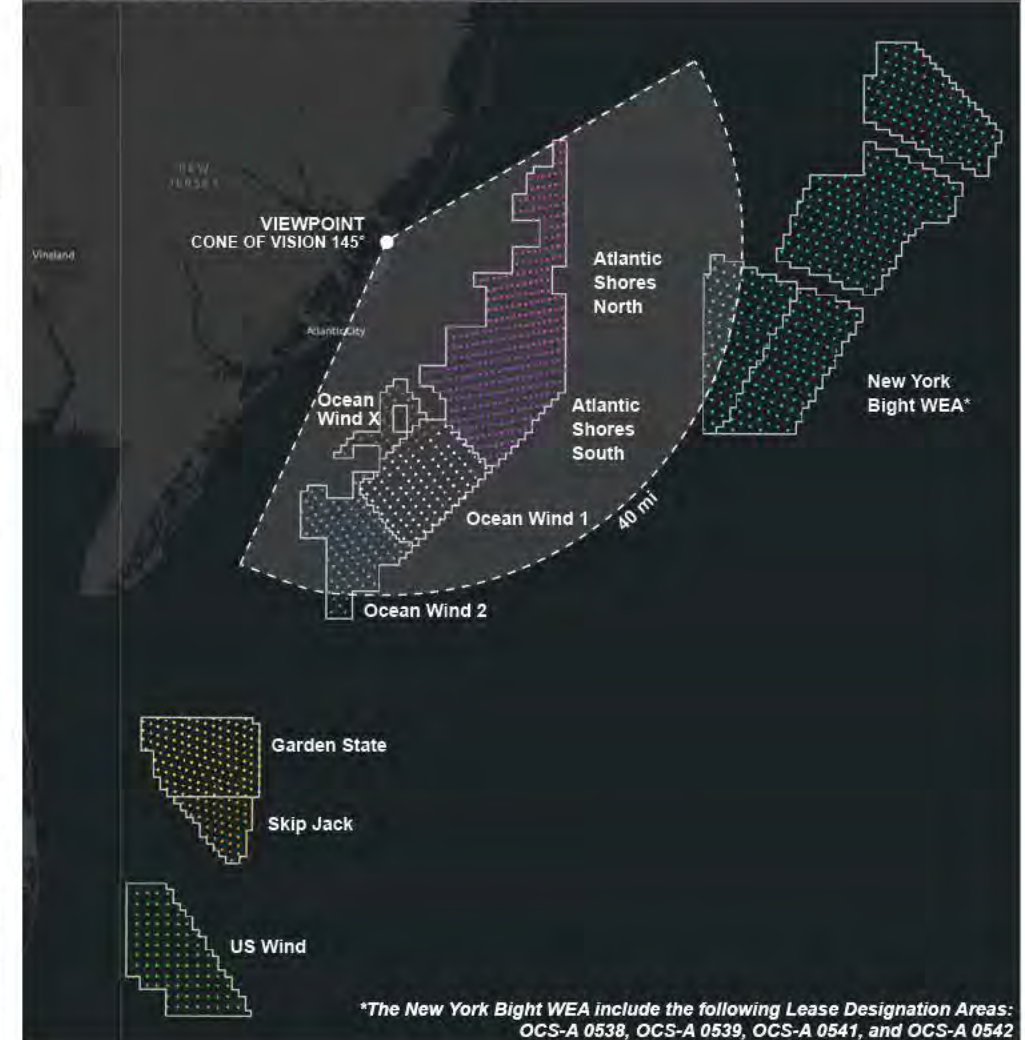 NEW
JERSEY
VIEWPOINT
CONE OF VISION 145°
Vineland
Atlantic City
Atlantic
Shores
North
Ocean
Wind X
Atlantic
Shores
South
New York
Bight WEA*
Ocean Wind 1
40 mi
Ocean Wind 2
Garden State
Skip Jack
US Wind
*The New York Bight WEA include the following Lease Designation Areas:
OCS-A 0538, OCS-A 0539, OCS-A 0541, and OCS-A 0542